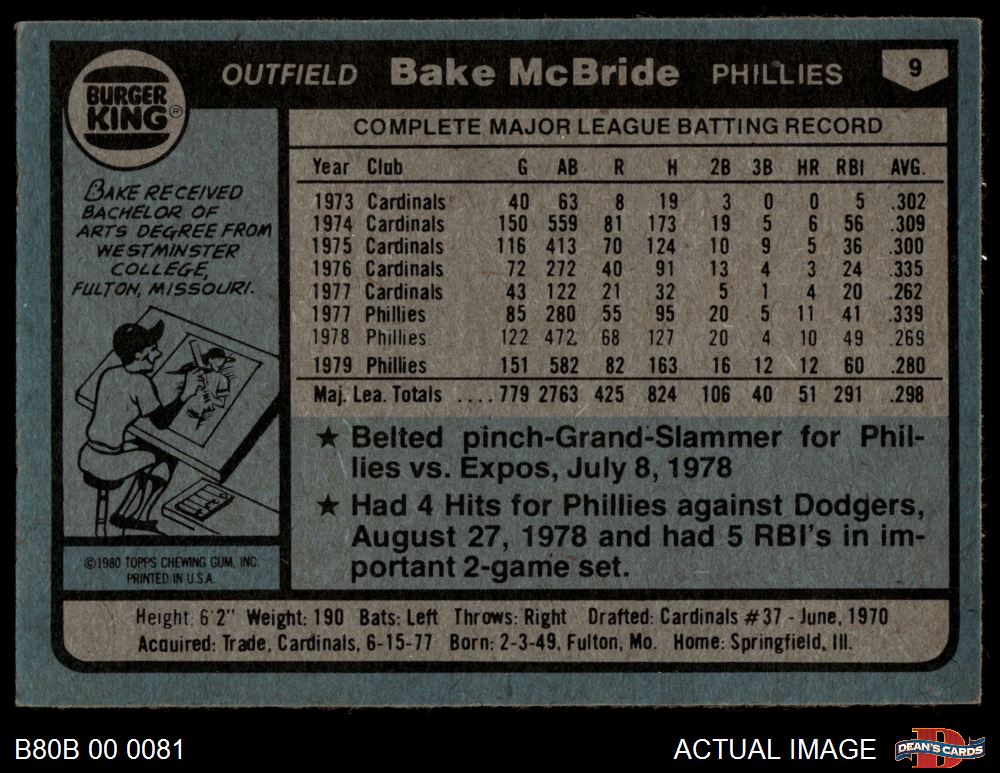 BURGER
KING®
OUTFIELD Bake McBride PHILLIES 9
COMPLETE MAJOR LEAGUE BATTING RECORD
Year Club G AB R H 2B 3B HR RBI AVG.
1973 Cardinals 40 63 8 19 3 0 0 5 .302
1974 Cardinals 150 559 81 173 19 5 6 56 .309
1975 Cardinals 116 413 70 124 10 9 5 36 .300
1976 Cardinals 72 272 40 91 13 4 3 24 .335
1977 Cardinals 43 122 21 32 5 1 4 20 .262
1977 Phillies 85 280 55 95 20 5 11 41 .339
1978 Phillies 122 472 68 127 20 4 10 49 .269
1979 Phillies 151 582 82 163 16 12 12 60 .280
Maj. Lea. Totals ....779 2763 425 824 106 40 51 291 .298
BAKE RECEIVED
BACHELOR OF
ARTS DEGREE FROM
WESTMINSTER
COLLEGE,
FULTON, MISSOURI.
★ Belted pinch-Grand-Slammer for Phil-
lies vs. Expos, July 8, 1978
★ Had 4 Hits for Phillies against Dodgers,
August 27, 1978 and had 5 RBI's in im-
portant 2-game set.
©1980 TOPPS CHEWING GUM, INC.
PRINTED IN U.S.A.
Height: 6'2" Weight: 190 Bats: Left Throws: Right Drafted: Cardinals #37 - June, 1970
Acquired: Trade, Cardinals, 6-15-77 Born: 2-3-49, Fulton, Mo. Home: Springfield, Ill.
B80B 00 0081
ACTUAL IMAGE
DEAN'S CARDS